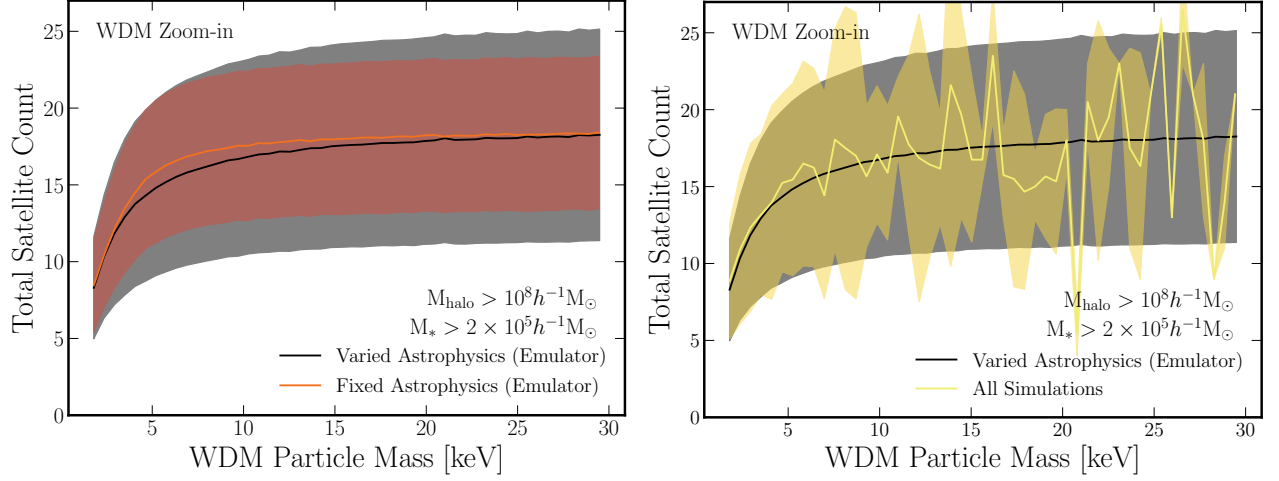 WDM Zoom-in
Total Satellite Count
25
20
15
10
5
0
M_halo > 10^8 h^−1 M_⊙
M_* > 2 × 10^5 h^−1 M_⊙
Varied Astrophysics (Emulator)
Fixed Astrophysics (Emulator)
5 10 15 20 25 30
WDM Particle Mass [keV]
WDM Zoom-in
Total Satellite Count
25
20
15
10
5
0
M_halo > 10^8 h^−1 M_⊙
M_* > 2 × 10^5 h^−1 M_⊙
Varied Astrophysics (Emulator)
All Simulations
5 10 15 20 25 30
WDM Particle Mass [keV]